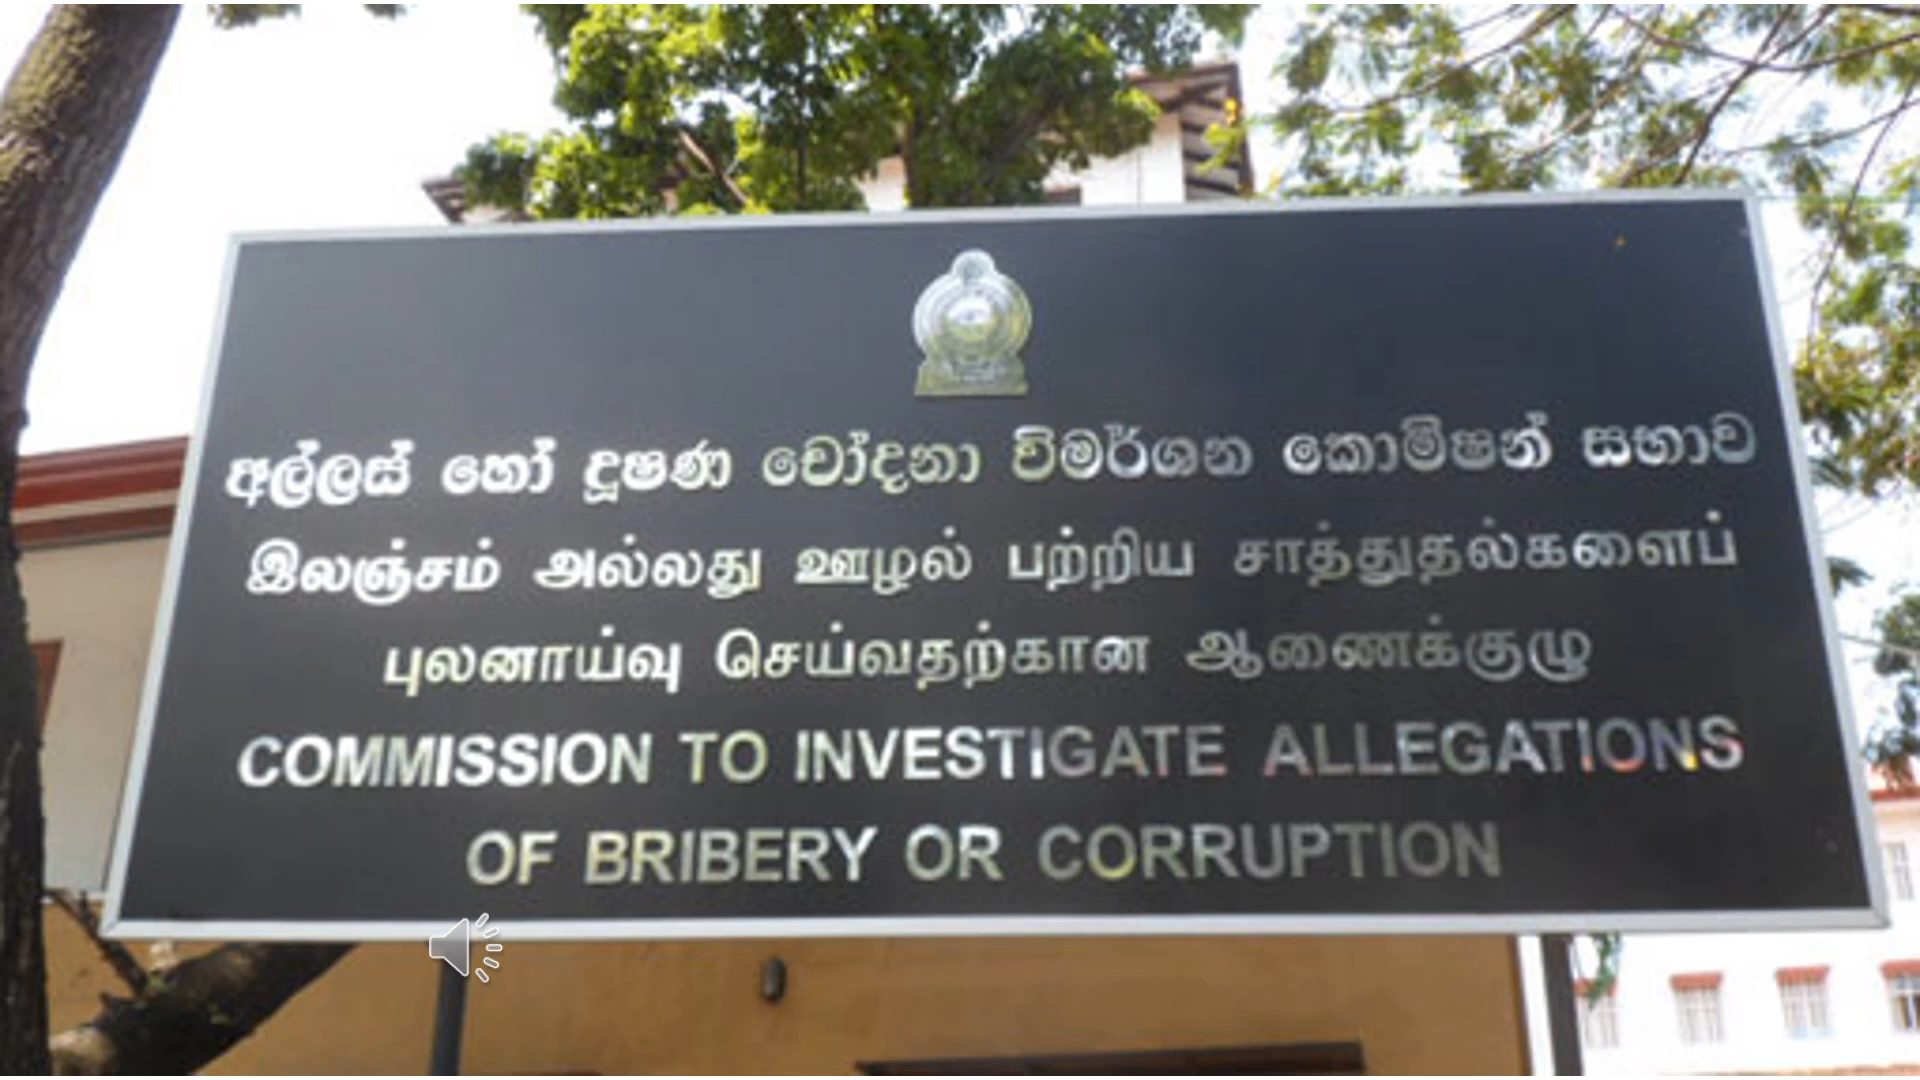 අල්ලස් හෝ දූෂණ චෝදනා විමර්ශන කොමිෂන් සභාව
இலஞ்சம் அல்லது ஊழல் பற்றிய சாத்துதல்களைப்
புலனாய்வு செய்வதற்கான ஆணைக்குழு
COMMISSION TO INVESTIGATE ALLEGATIONS
OF BRIBERY OR CORRUPTION